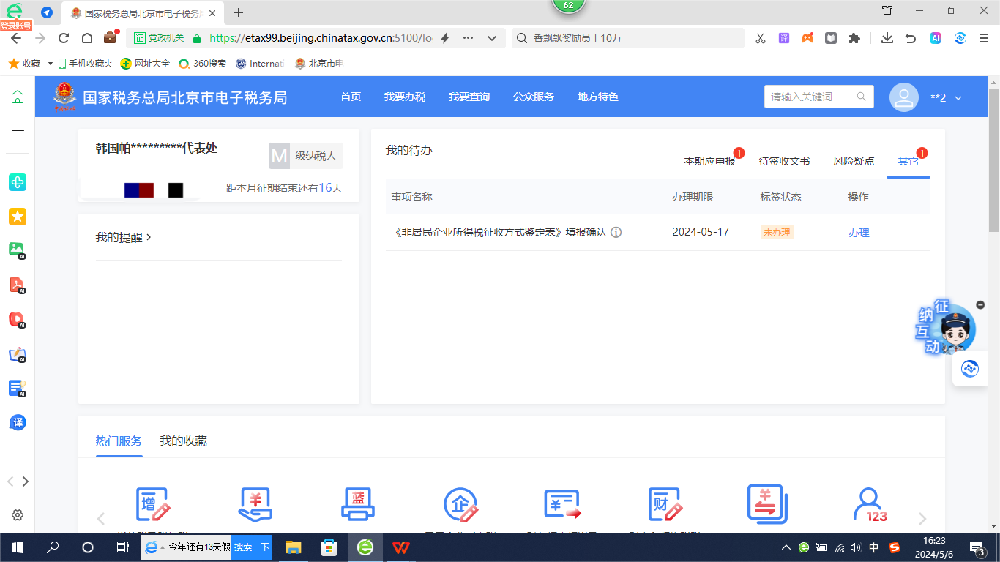 62
国家税务总局北京市电子税务局
登录账号
证 党政机关
https://etax99.beijing.chinatax.gov.cn:5100/lo
香飘飘奖励员工10万
译
AI
收藏
手机收藏夹
网址大全
360搜索
Internati
北京市电
国家税务总局北京市电子税务局
首页
我要办税
我要查询
公众服务
地方特色
请输入关键词
**2
韩国帕*********代表处
M 级纳税人
距本月征期结束还有16天
我的提醒
我的待办
本期应申报 1
待签收文书
风险疑点
其它 1
事项名称
办理期限
标签状态
操作
《非居民企业所得税征收方式鉴定表》填报确认
2024-05-17
未办理
办理
征
纳
互
动
AI
AI
AI
AI
AI
译
热门服务
我的收藏
增
蓝
企
财
123
今年还有13天假
搜索一下
中
16:23
2024/5/6
3